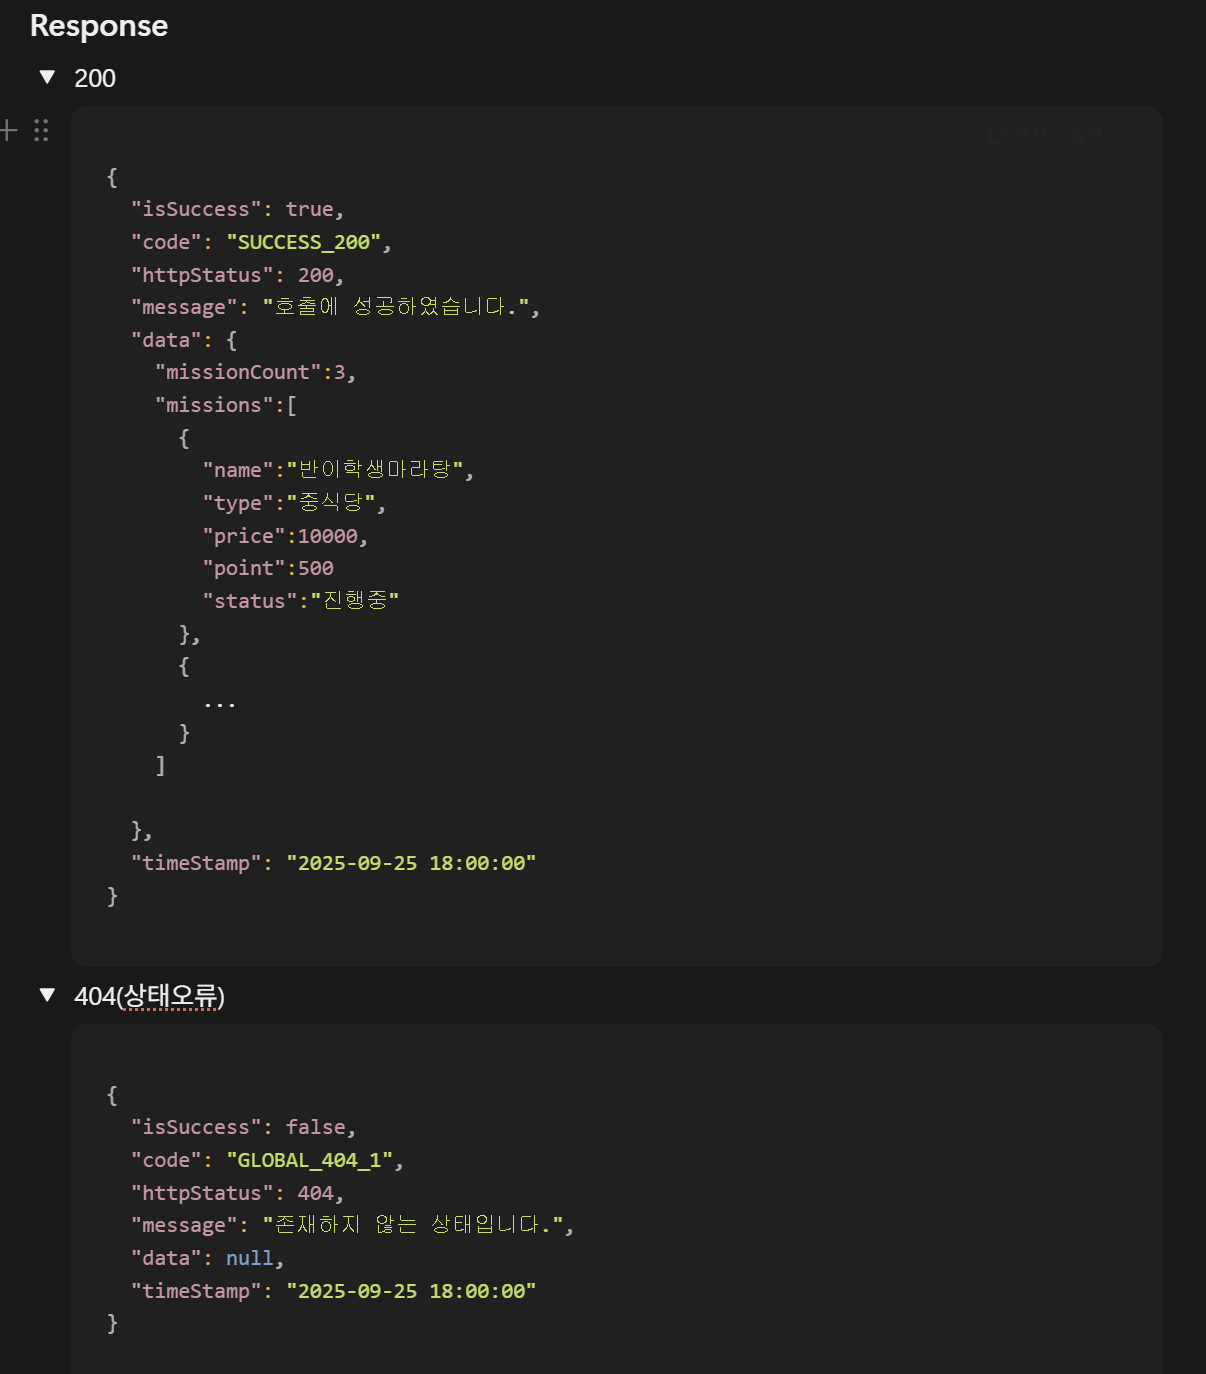 Response
200
{
"isSuccess": true,
"code": "SUCCESS_200",
"httpStatus": 200,
"message": "호출에 성공하였습니다.",
"data": {
"missionCount":3,
"missions":[
{
"name":"반이학생마라탕",
"type":"중식당",
"price":10000,
"point":500
"status":"진행중"
},
{
...
}
]
},
"timeStamp": "2025-09-25 18:00:00"
}
404(상태오류)
{
"isSuccess": false,
"code": "GLOBAL_404_1",
"httpStatus": 404,
"message": "존재하지 않는 상태입니다.",
"data": null,
"timeStamp": "2025-09-25 18:00:00"
}